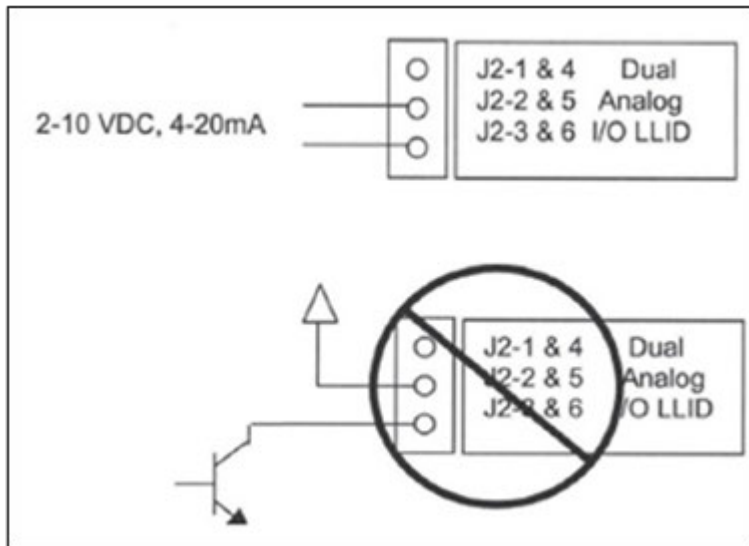 J2-1 & 4 Dual
2-10 VDC, 4-20mA
J2-2 & 5 Analog
J2-3 & 6 I/O LLID
J2-1 & 4 Dual
J2-2 & 5 Analog
J2-3 & 6 I/O LLID